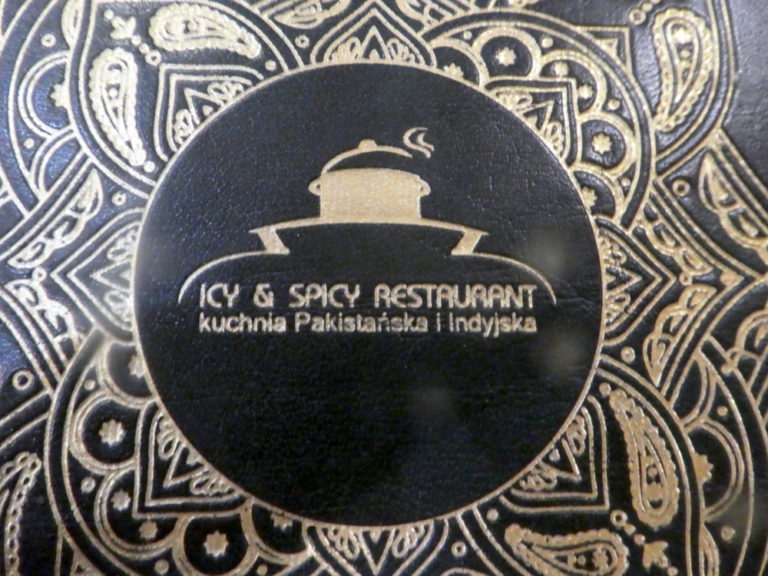 ICY & SPICY RESTAURANT
kuchnia Pakistańska i Indyjska